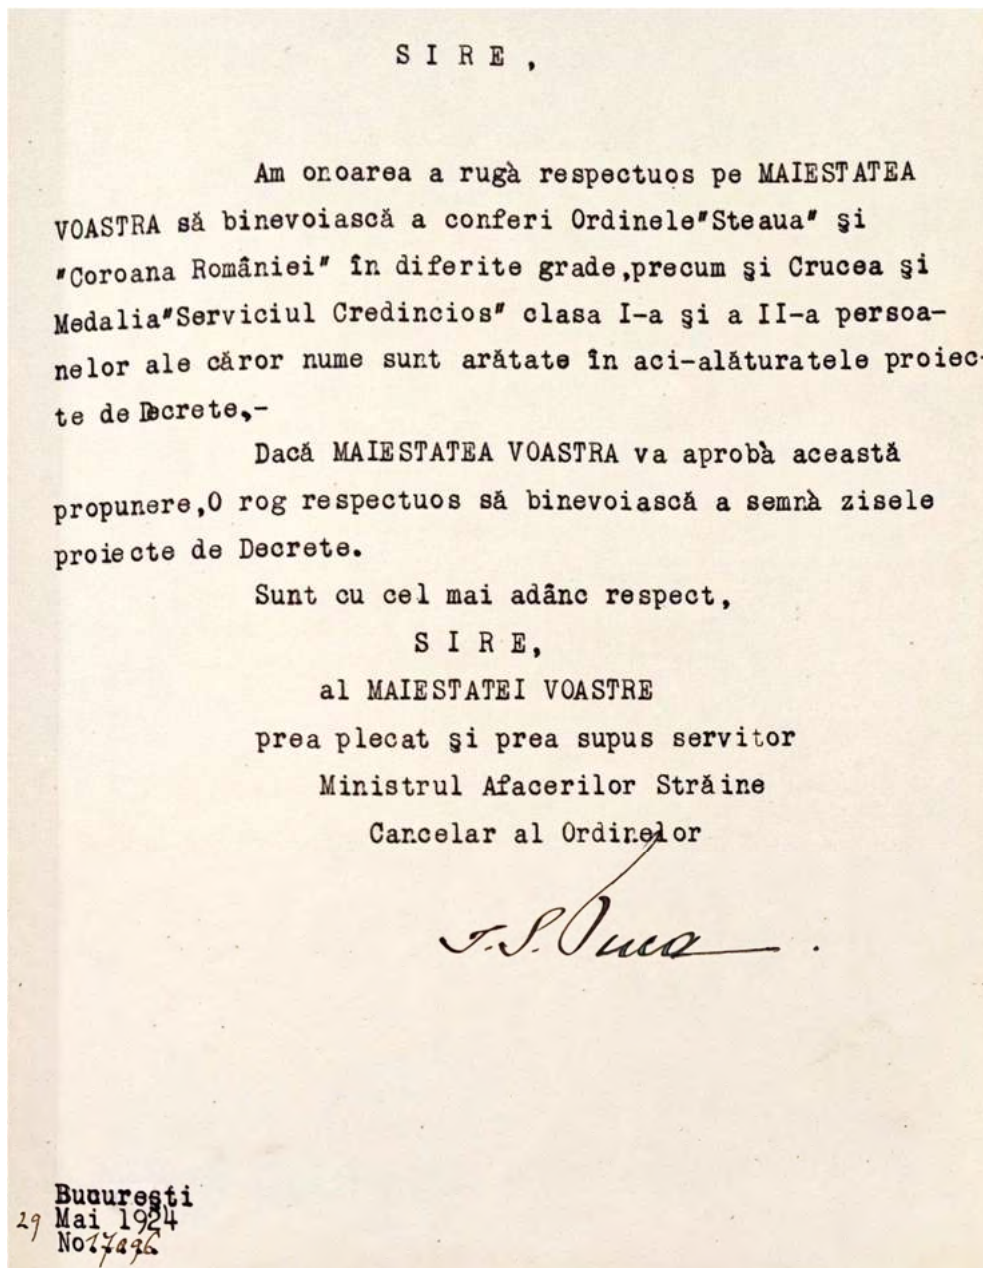 S I R E ,
Am onoarea a rugà respectuos pe MAIESTATEA
VOASTRA să binevoiască a conferi Ordinele"Steaua" şi
"Coroana României" în diferite grade,precum şi Crucea şi
Medalia"Serviciul Credincios" clasa I-a şi a II-a persoa-
nelor ale căror nume sunt arătate în aci-alăturatele proiec-
te de Decrete,-
Dacă MAIESTATEA VOASTRA va aprobà această
propunere,O rog respectuos să binevoiască a semnà zisele
proiecte de Decrete.
Sunt cu cel mai adânc respect,
S I R E,
al MAIESTATEI VOASTRE
prea plecat şi prea supus servitor
Ministrul Afacerilor Străine
Cancelar al Ordinelor
I.G. Duca
Bucureşti
29 Mai 1924
No